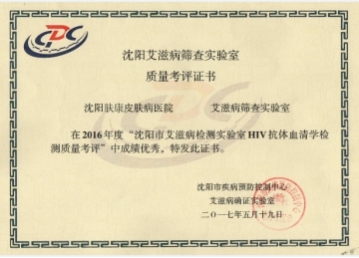 CDC
沈阳艾滋病筛查实验室
质量考评证书
沈阳肤康皮肤病医院 艾滋病筛查实验室
在2016年度“沈阳市艾滋病检测实验室HIV抗体血清学检
测质量考评”中成绩优秀，特发此证书。
沈阳市疾病预防控制中心
艾滋病确证实验室
二〇一七年五月十九日